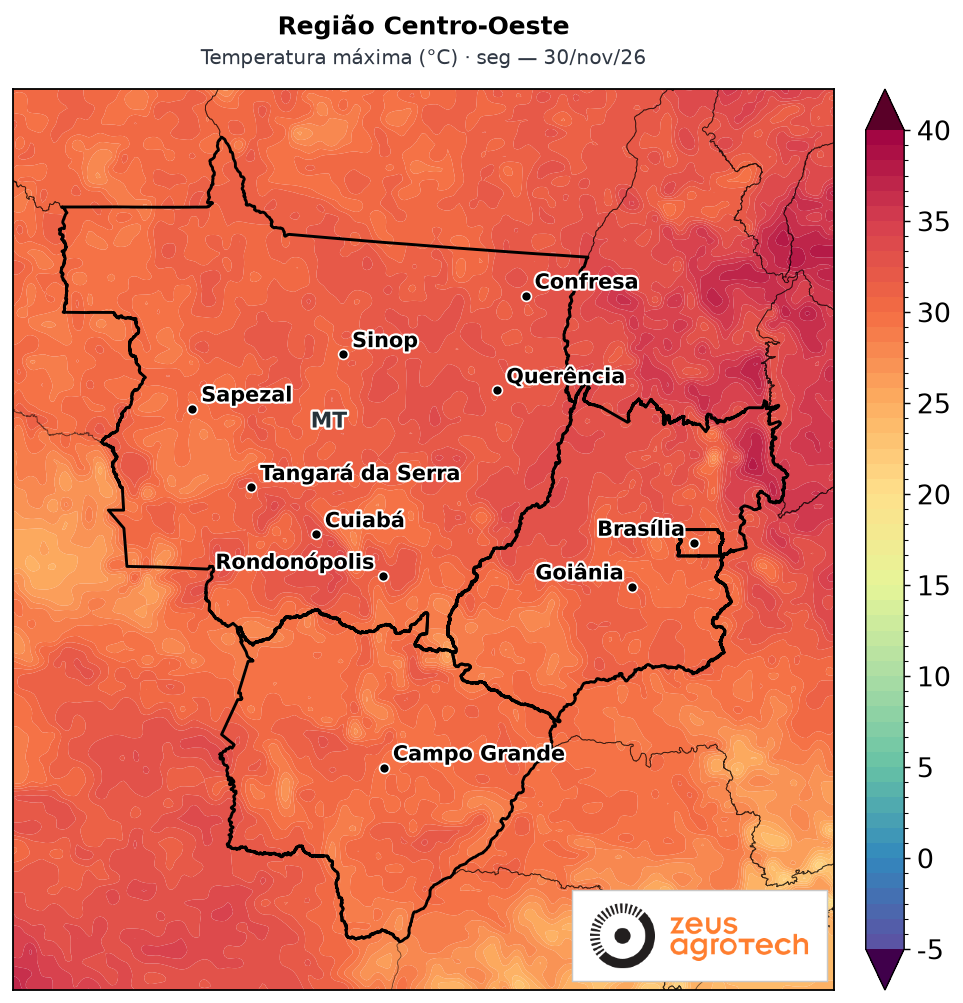 Região Centro-Oeste
Temperatura máxima (°C) · seg — 30/nov/26
Confresa
Sinop
Querência
Sapezal
MT
Tangará da Serra
Cuiabá
Brasília
Rondonópolis
Goiânia
Campo Grande
40
35
30
25
20
15
10
5
0
-5
zeus
agrotech